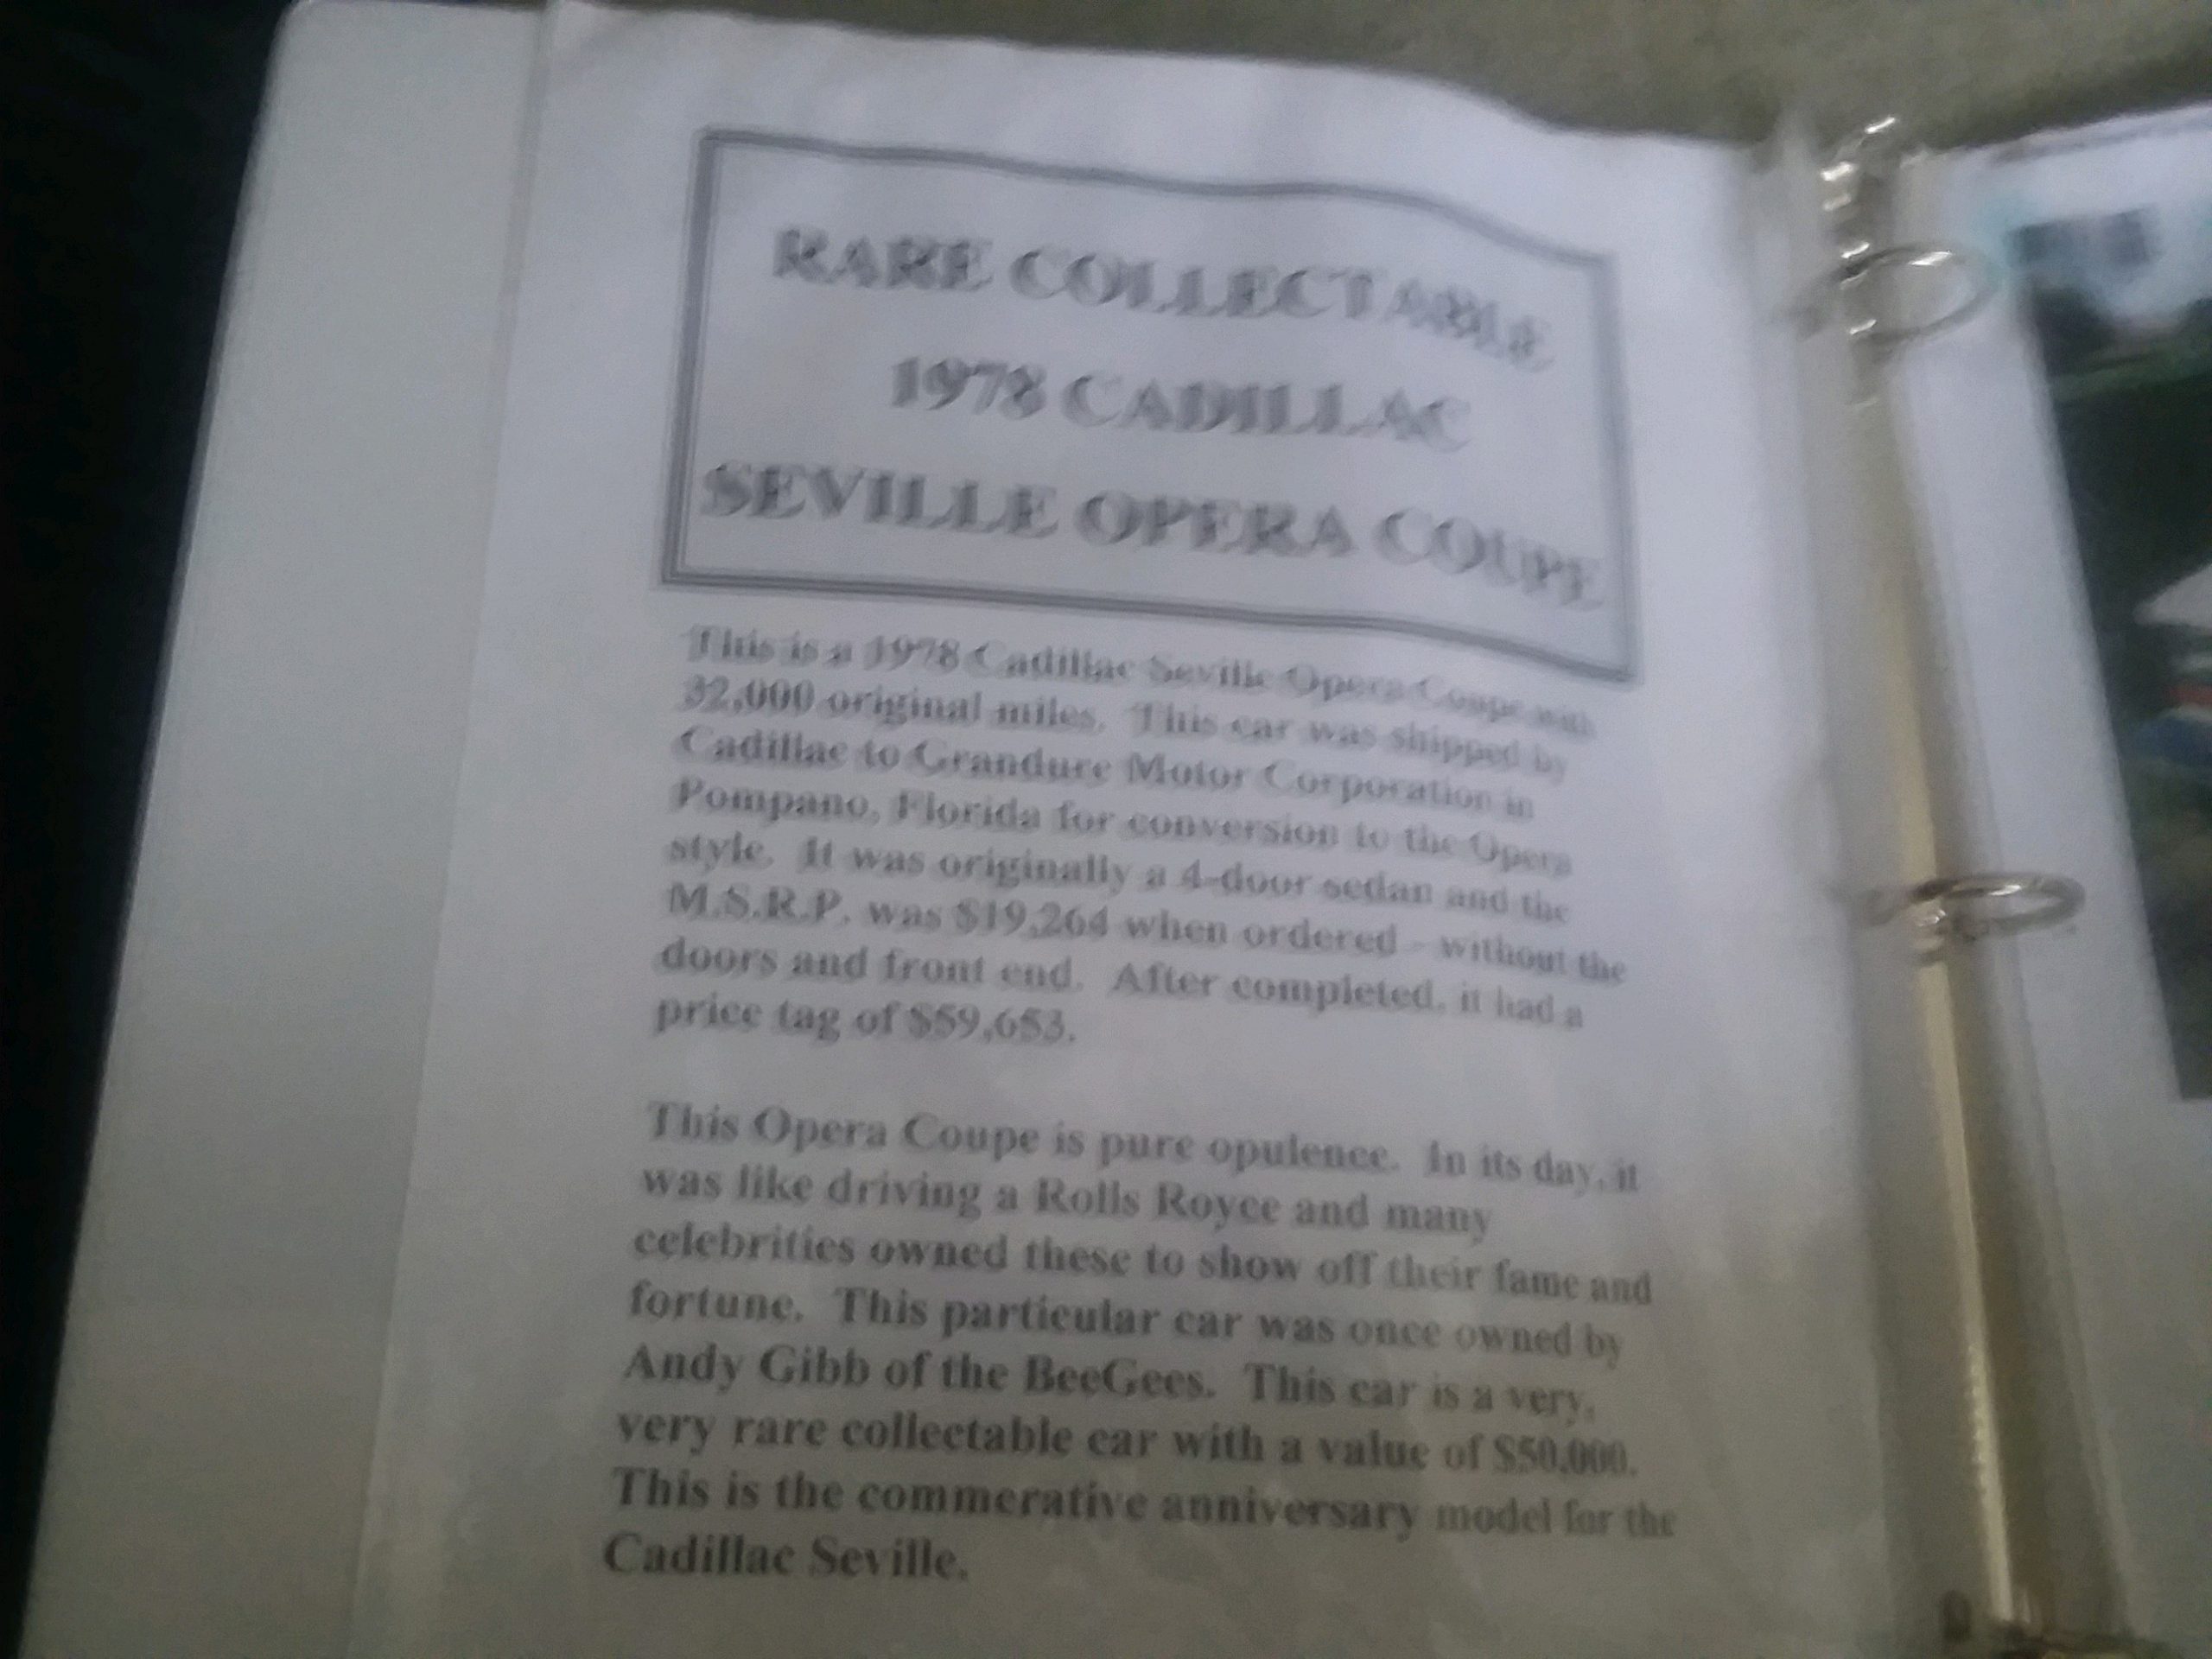 RARE COLLECTABLE
1978 CADILLAC
SEVILLE OPERA COUPE
This is a 1978 Cadillac Seville Opera Coupe with
32,000 original miles. This car was shipped by
Cadillac to Grandure Motor Corporation in
Pompano, Florida for conversion to the Opera
style. It was originally a 4-door sedan and the
M.S.R.P. was $19,264 when ordered - without the
doors and front end. After completed, it had a
price tag of $59,653.
This Opera Coupe is pure opulence. In its day, it
was like driving a Rolls Royce and many
celebrities owned these to show off their fame and
fortune. This particular car was once owned by
Andy Gibb of the BeeGees. This car is a very,
very rare collectable car with a value of $50,000.
This is the commerative anniversary model for the
Cadillac Seville.